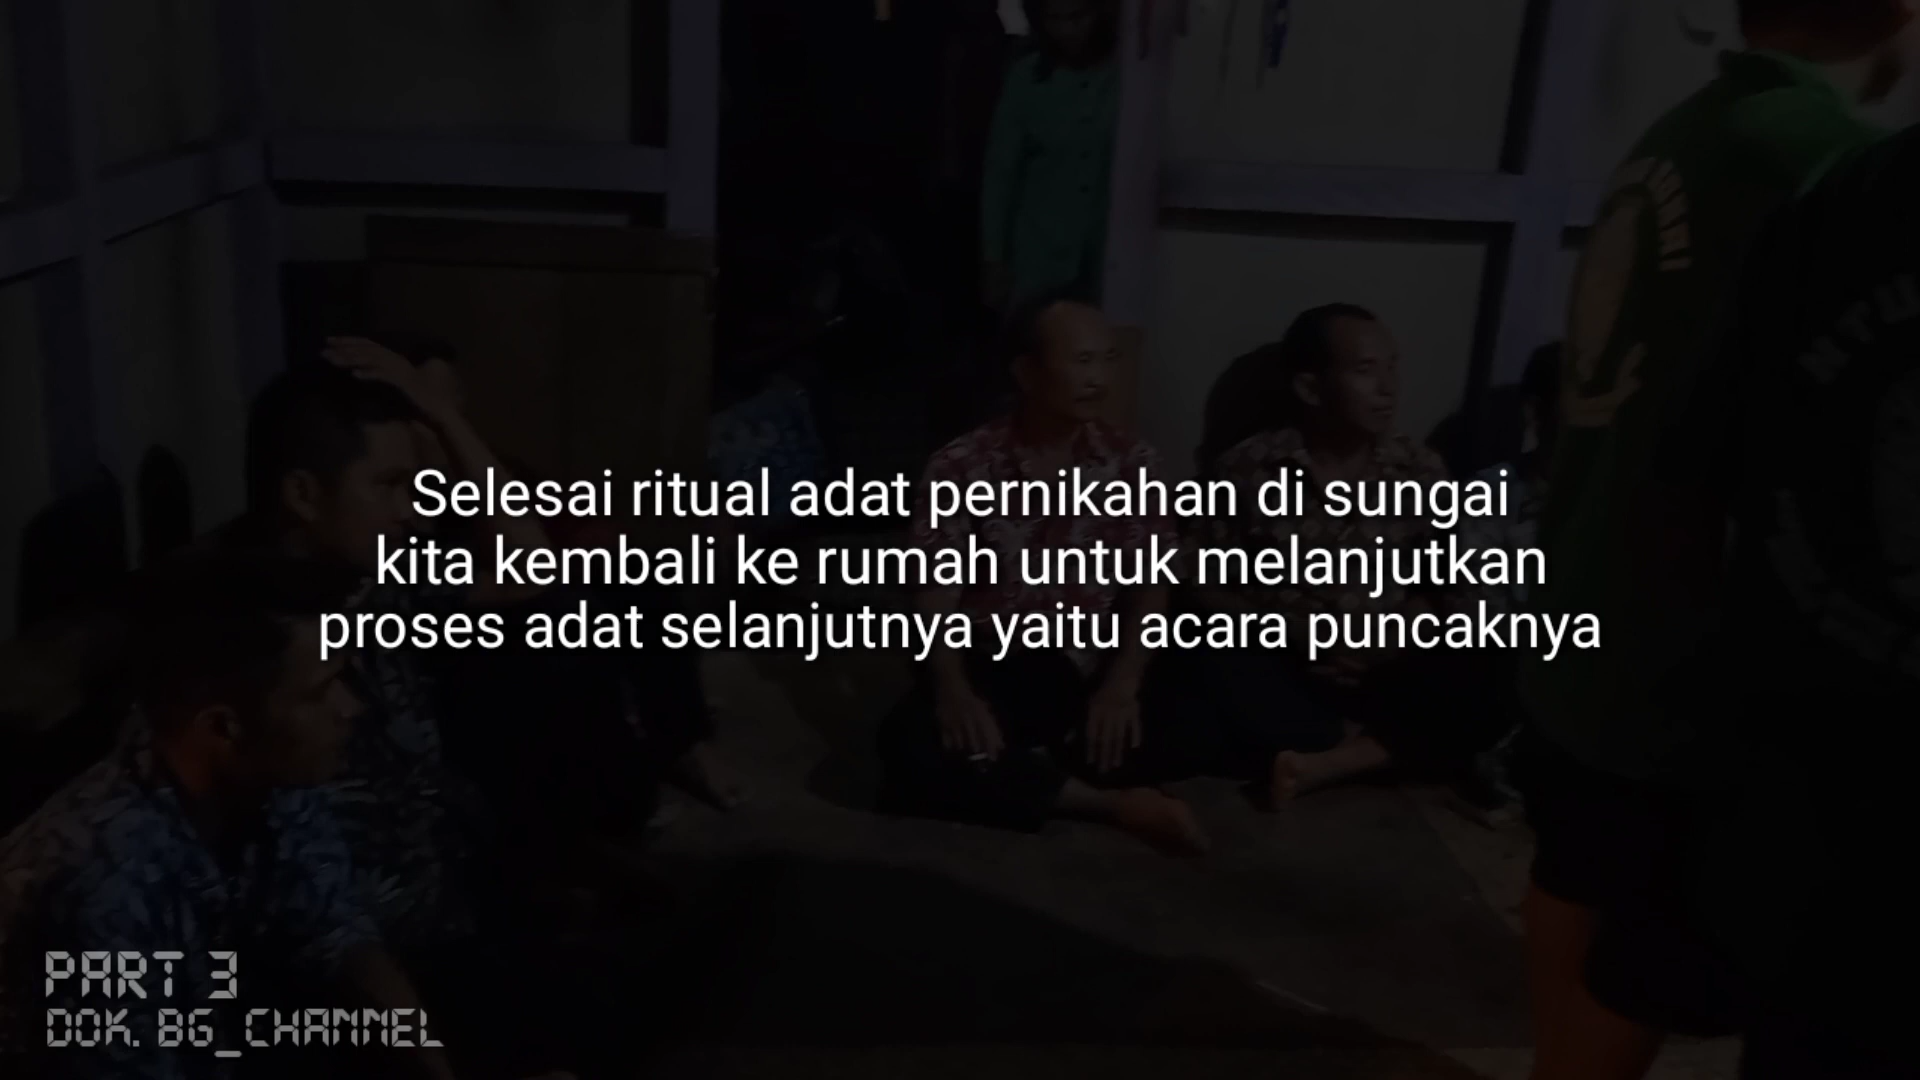 Selesai ritual adat pernikahan di sungai
kita kembali ke rumah untuk melanjutkan
proses adat selanjutnya yaitu acara puncaknya
PART 3
DOK. BG_CHANNEL